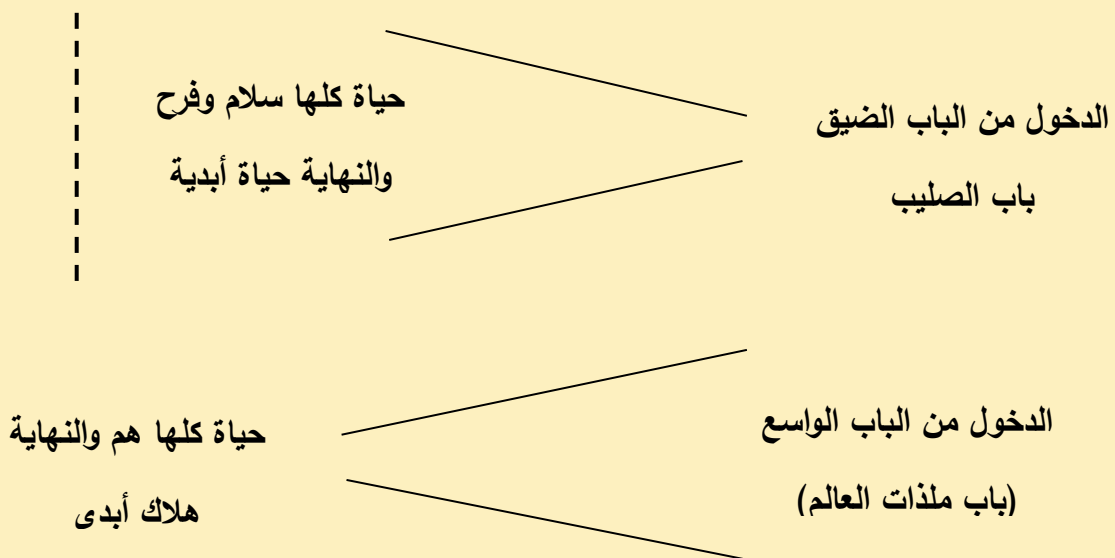 الدخول من الباب الضيق
باب الصليب
حياة كلها سلام وفرح
والنهاية حياة أبدية
الدخول من الباب الواسع
(باب ملذات العالم)
حياة كلها هم والنهاية
هلاك أبدى